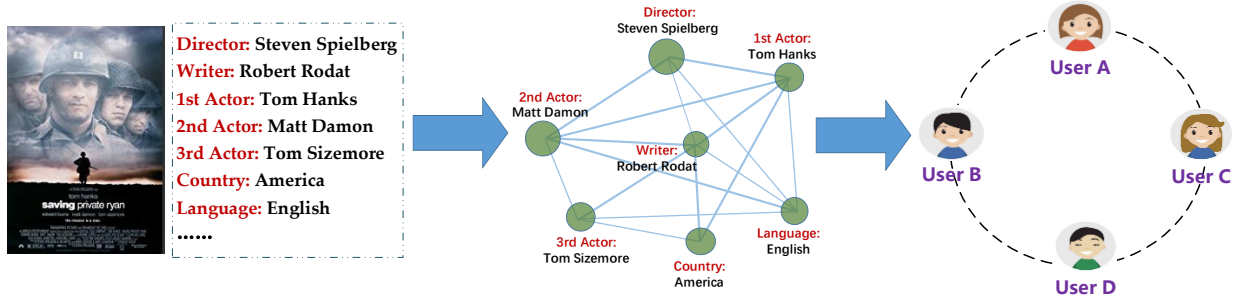 tom hanks
saving private ryan
Director: Steven Spielberg
Writer: Robert Rodat
1st Actor: Tom Hanks
2nd Actor: Matt Damon
3rd Actor: Tom Sizemore
Country: America
Language: English
......
Director:
Steven Spielberg
1st Actor:
Tom Hanks
2nd Actor:
Matt Damon
Writer:
Robert Rodat
3rd Actor:
Tom Sizemore
Country:
America
Language:
English
User A
User B
User C
User D